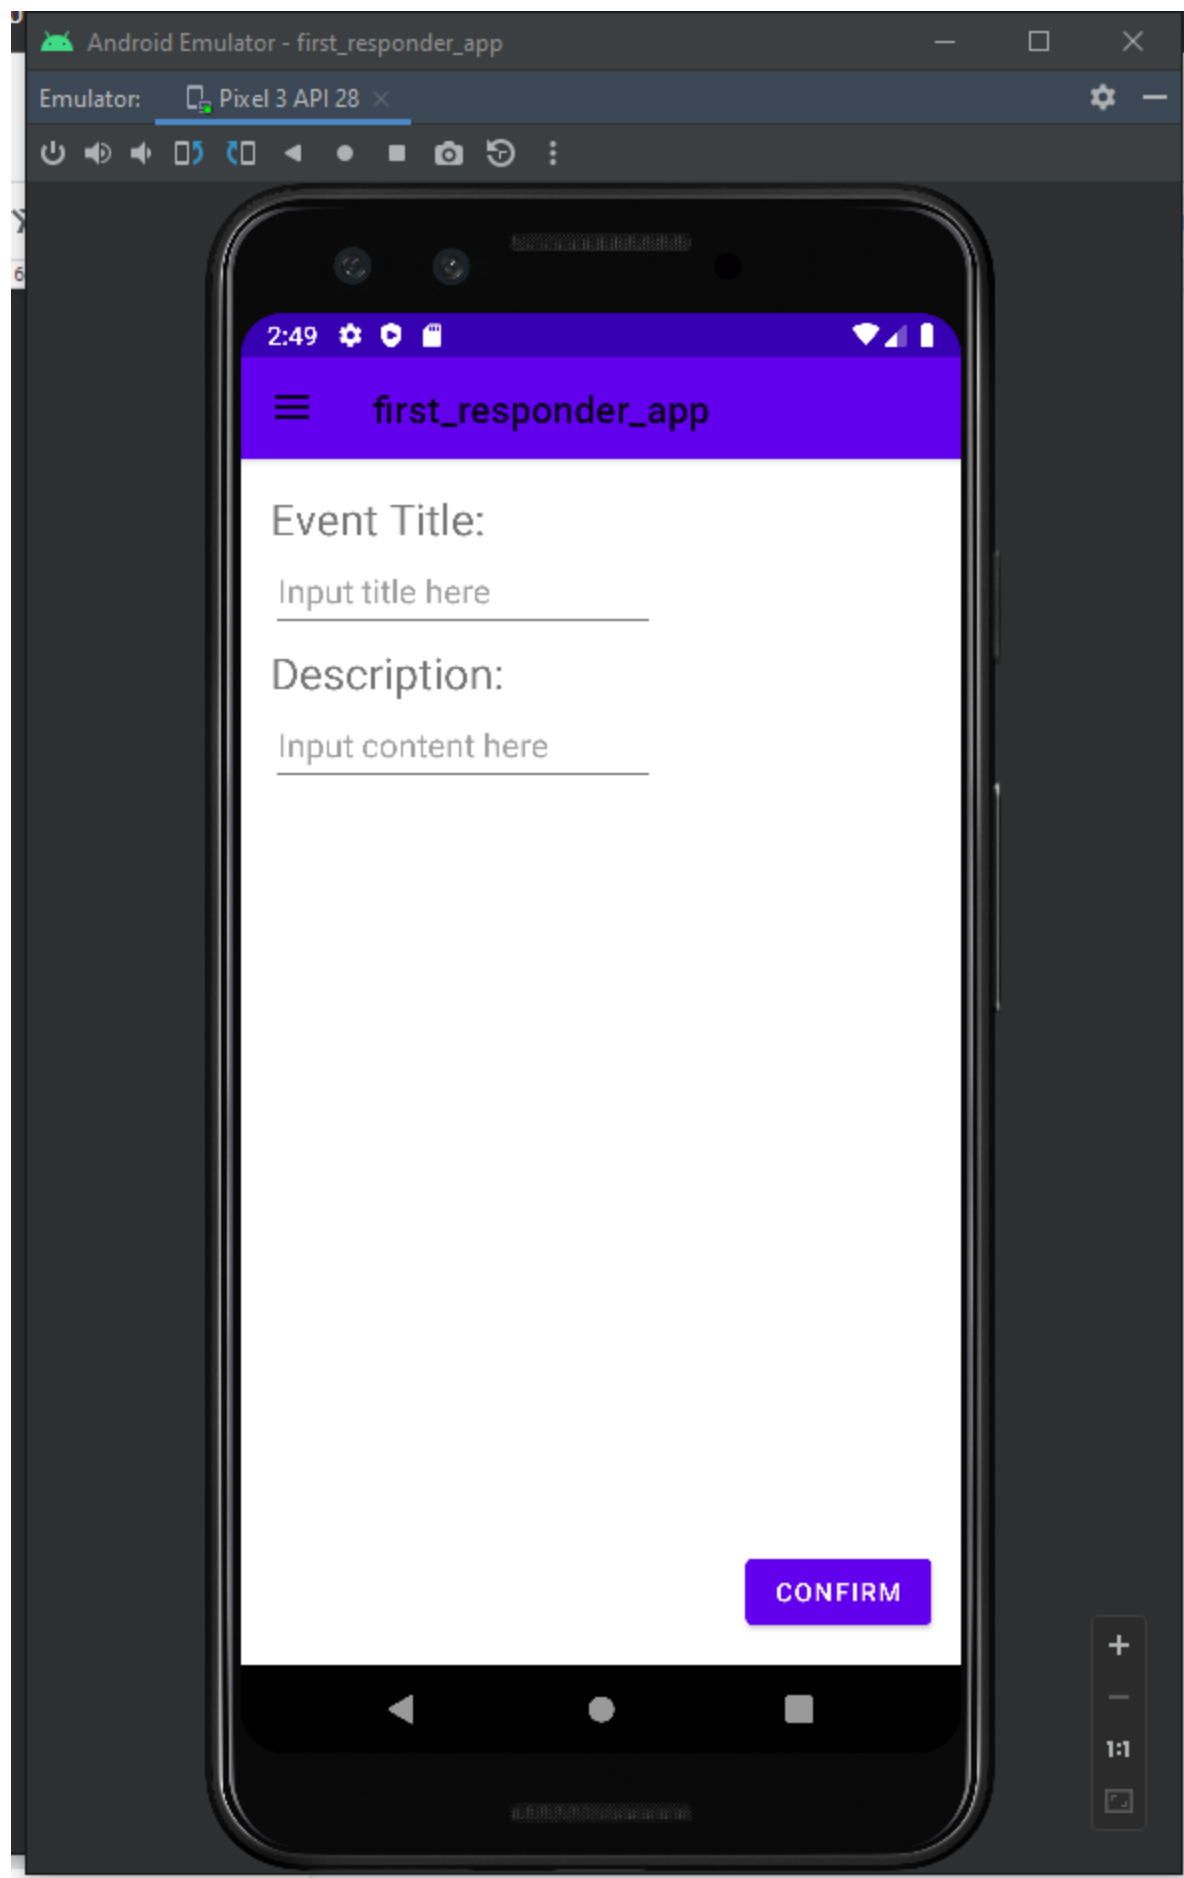 Android Emulator - first_responder_app
Emulator: Pixel 3 API 28
2:49
first_responder_app
Event Title:
Input title here
Description:
Input content here
CONFIRM
1:1
6